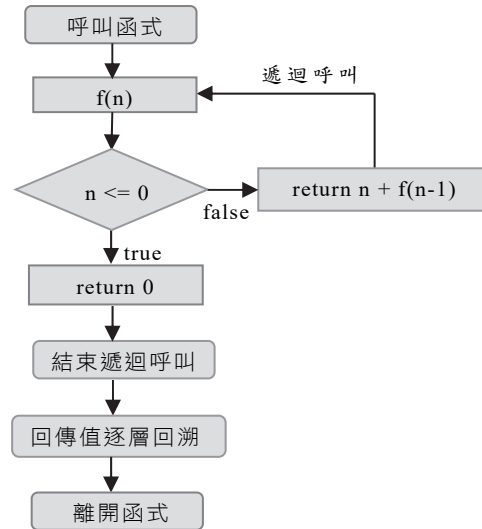 呼叫函式
遞迴呼叫
f(n)
n <= 0
return n + f(n-1)
false
true
return 0
結束遞迴呼叫
回傳值逐層回溯
離開函式